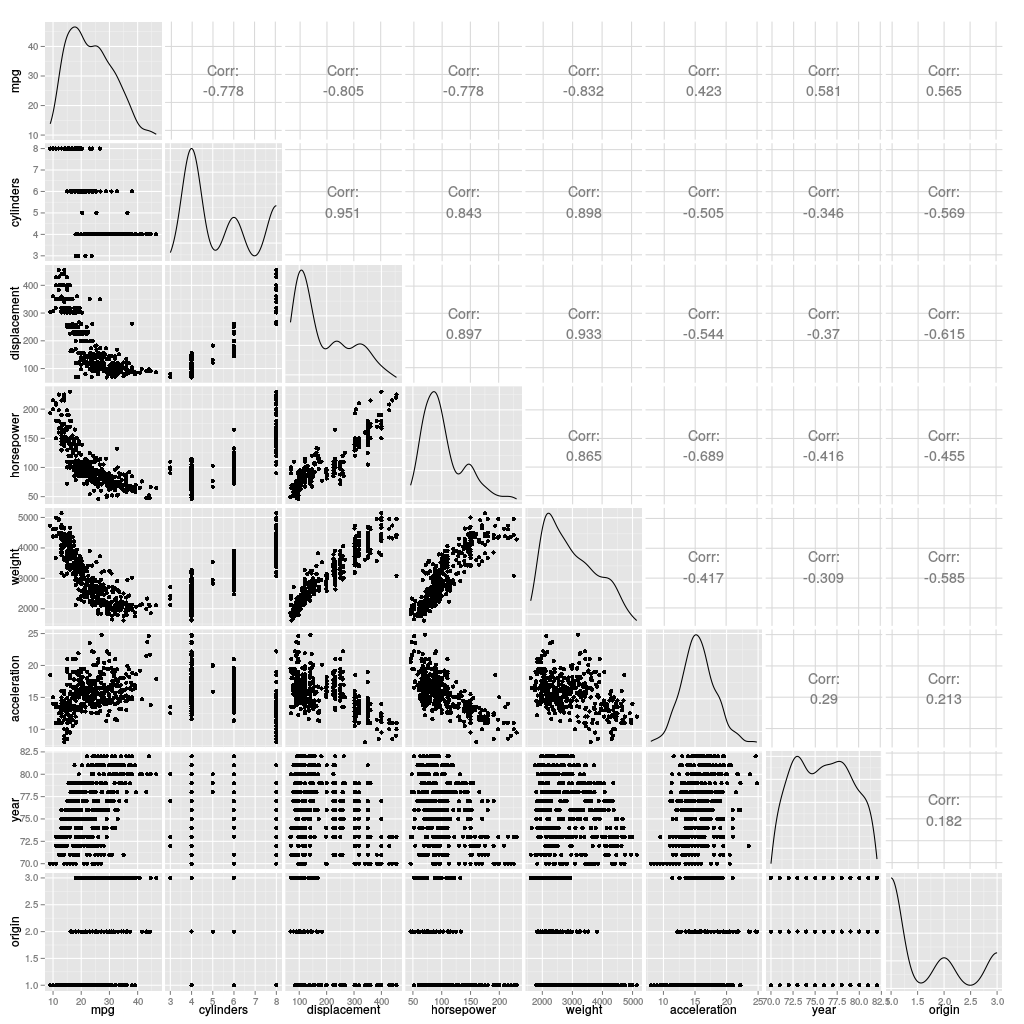 mpg
40
30
20
10
Corr:
-0.778
Corr:
-0.805
Corr:
-0.778
Corr:
-0.832
Corr:
0.423
Corr:
0.581
Corr:
0.565
cylinders
8
7
6
5
4
3
Corr:
0.951
Corr:
0.843
Corr:
0.898
Corr:
-0.505
Corr:
-0.346
Corr:
-0.569
displacement
400
300
200
100
Corr:
0.897
Corr:
0.933
Corr:
-0.544
Corr:
-0.37
Corr:
-0.615
horsepower
200
150
100
50
Corr:
0.865
Corr:
-0.689
Corr:
-0.416
Corr:
-0.455
weight
5000
3000
2000
Corr:
-0.417
Corr:
-0.309
Corr:
-0.585
acceleration
25
20
15
10
Corr:
0.29
Corr:
0.213
year
82.5
80.0
77.5
75.0
72.5
70.0
Corr:
0.182
origin
3.0
2.5
2.0
1.5
1.0
10 20 30 40
3 4 5 6 7 8
100 200 300 400
50 100 150 200
2000 3000 4000 5000
10 15 20 25
70.0 72.5 75.0 77.5 80.0 82.5
1.0 1.5 2.0 2.5 3.0
mpg cylinders displacement horsepower weight acceleration year origin